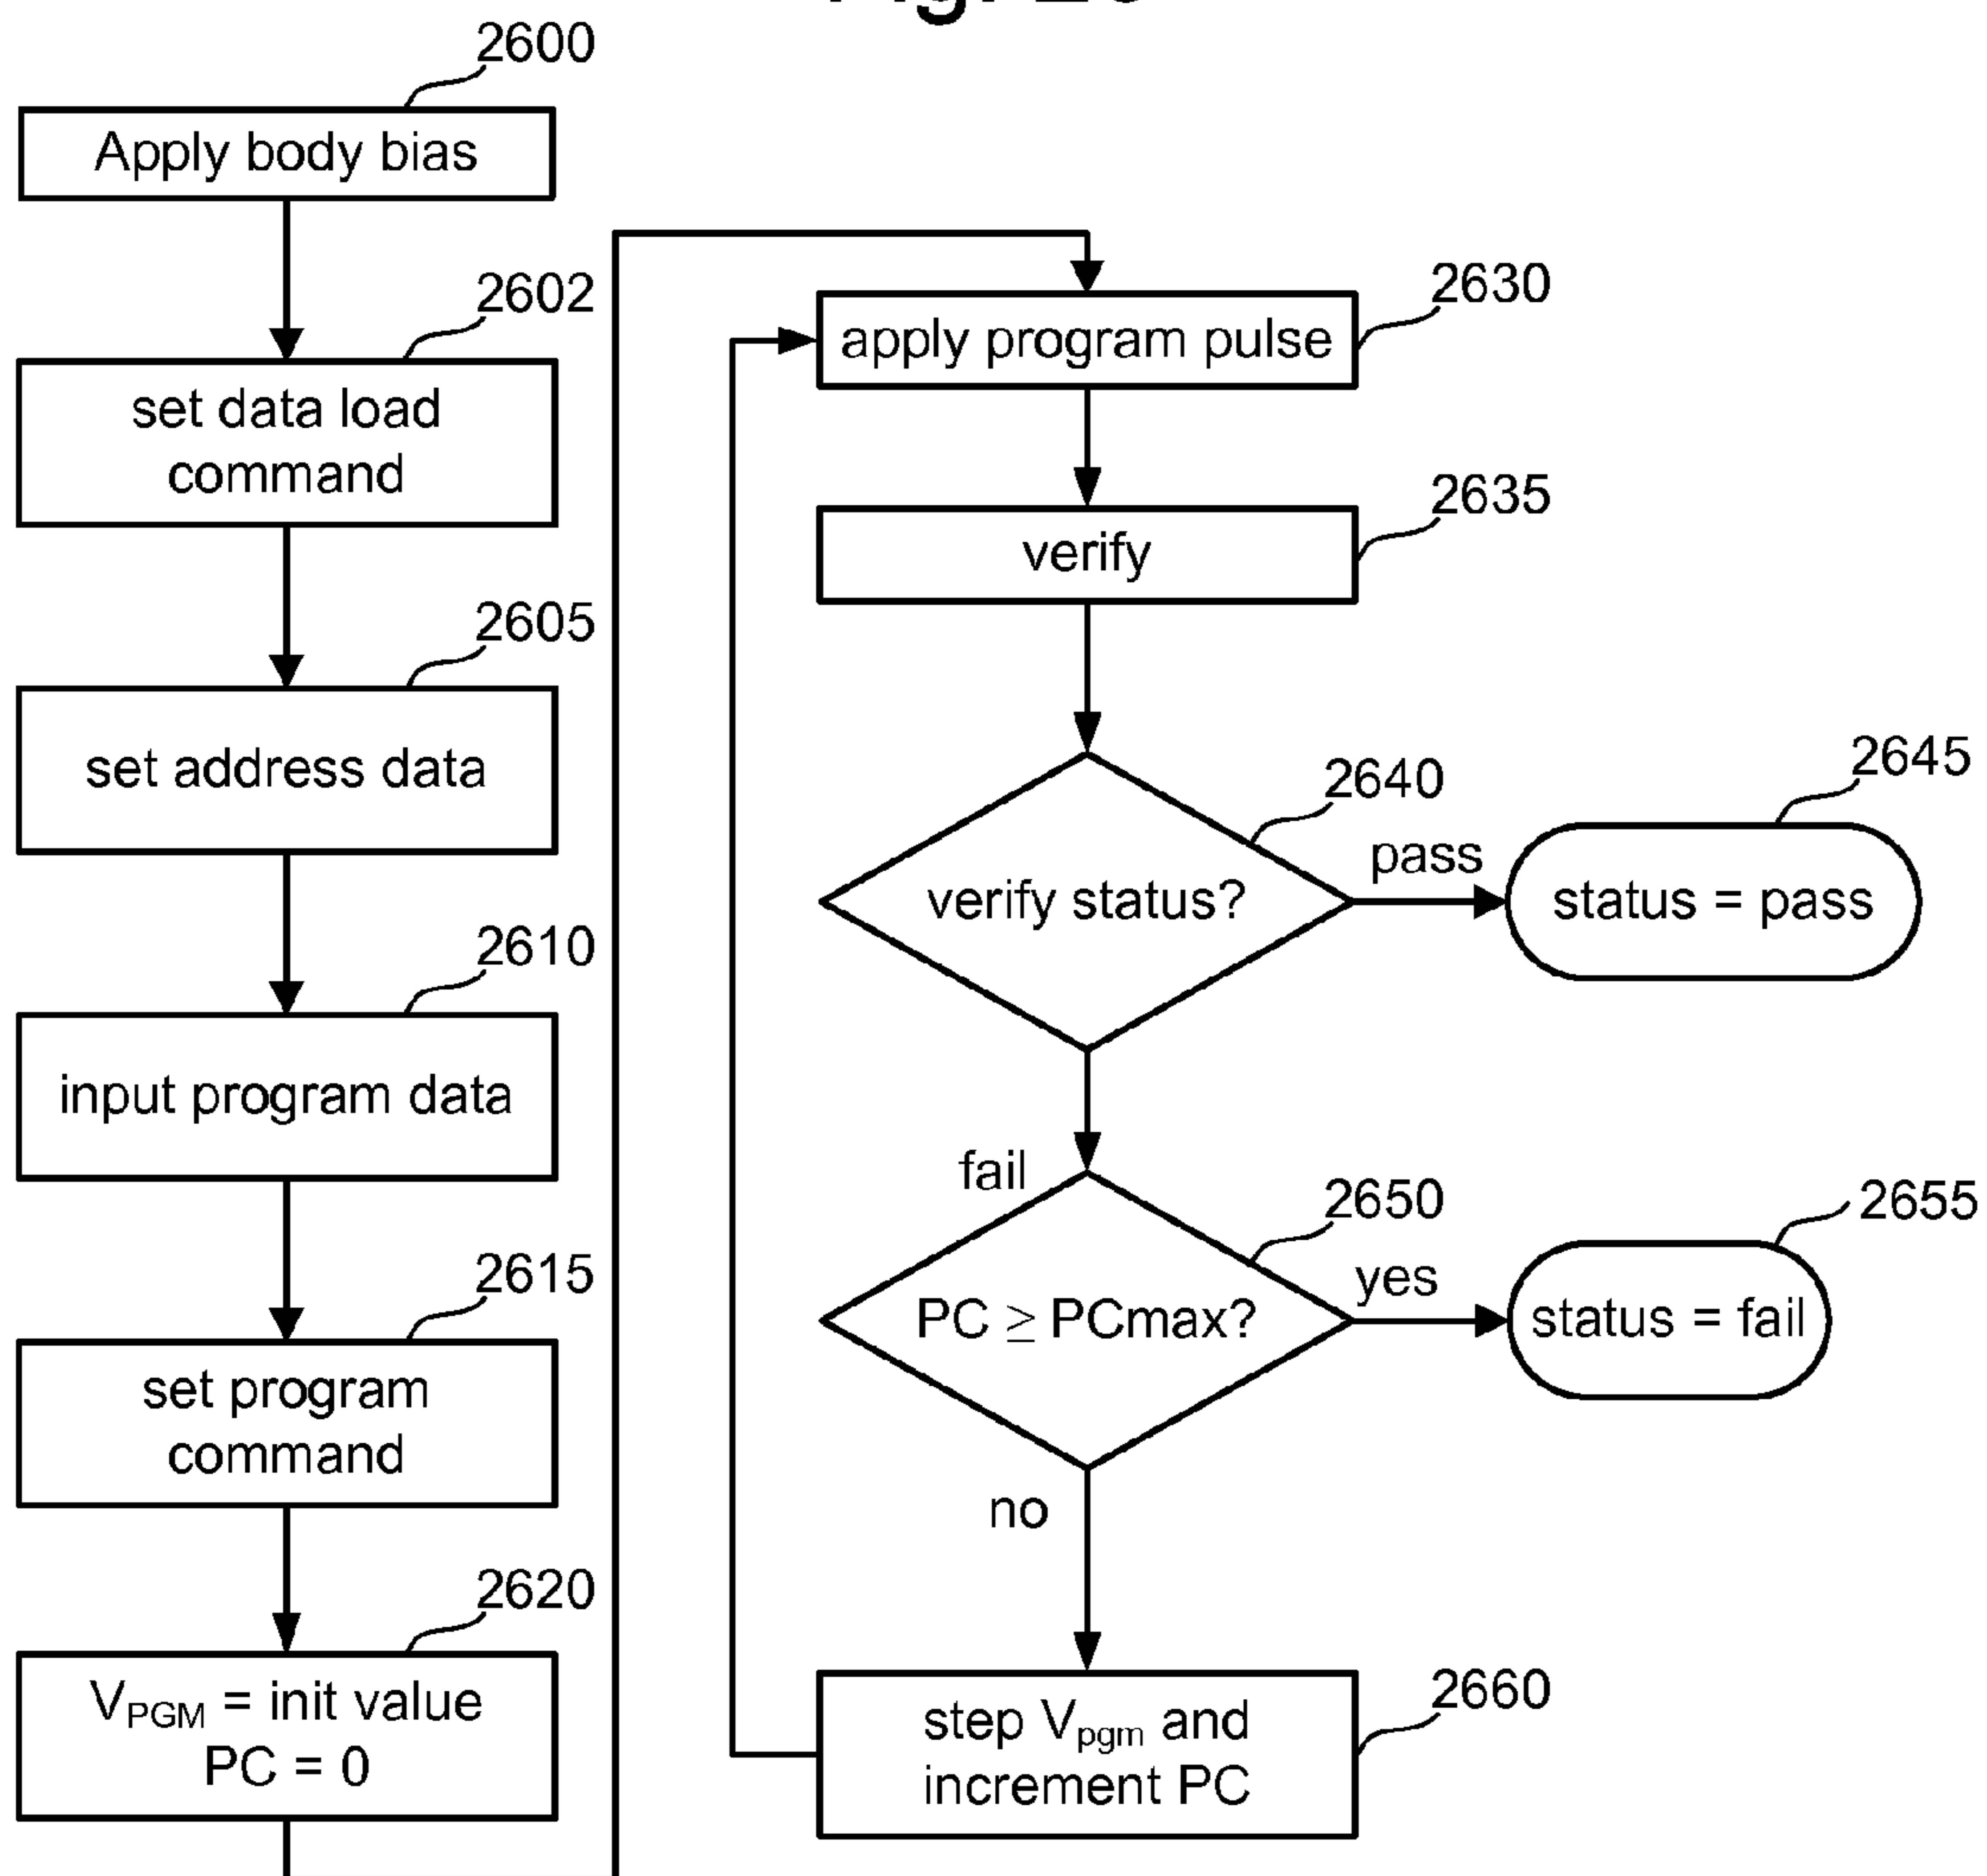 2600
Apply body bias
2602
set data load
command
2605
set address data
2610
input program data
2615
set program
command
2620
V_PGM = init value
PC = 0
2630
apply program pulse
2635
verify
2640
verify status?
pass
2645
status = pass
fail
2650
PC ≥ PCmax?
yes
2655
status = fail
no
2660
step V_pgm and
increment PC